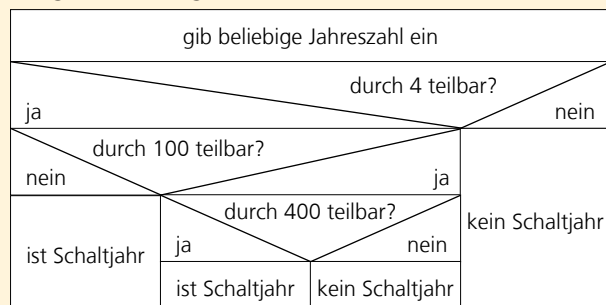 gib beliebige Jahreszahl ein
durch 4 teilbar?
ja
nein
durch 100 teilbar?
nein
ja
durch 400 teilbar?
kein Schaltjahr
ist Schaltjahr
ja
nein
ist Schaltjahr
kein Schaltjahr